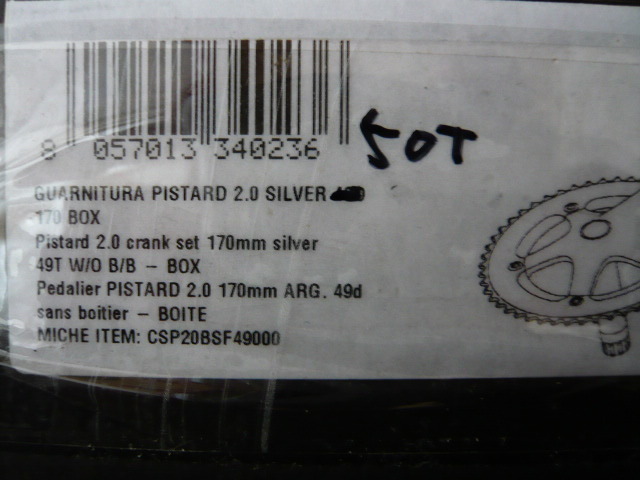 8 057013 340236
50T
GUARNITURA PISTARD 2.0 SILVER
170 BOX
Pistard 2.0 crank set 170mm silver
49T W/O B/B – BOX
Pedalier PISTARD 2.0 170mm ARG. 49d
sans boitier – BOITE
MICHE ITEM: CSP20BSF49000